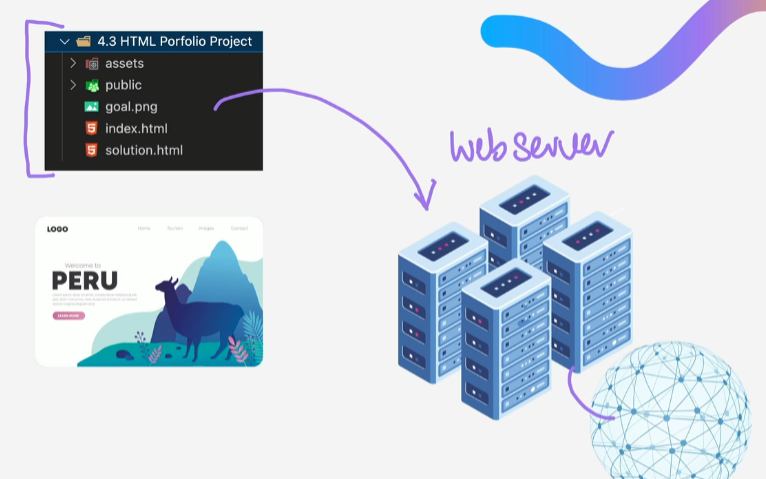 4.3 HTML Porfolio Project
assets
public
goal.png
index.html
solution.html
web server
LOGO
Home Tourism Images Contact
Welcome to
PERU
LEARN MORE